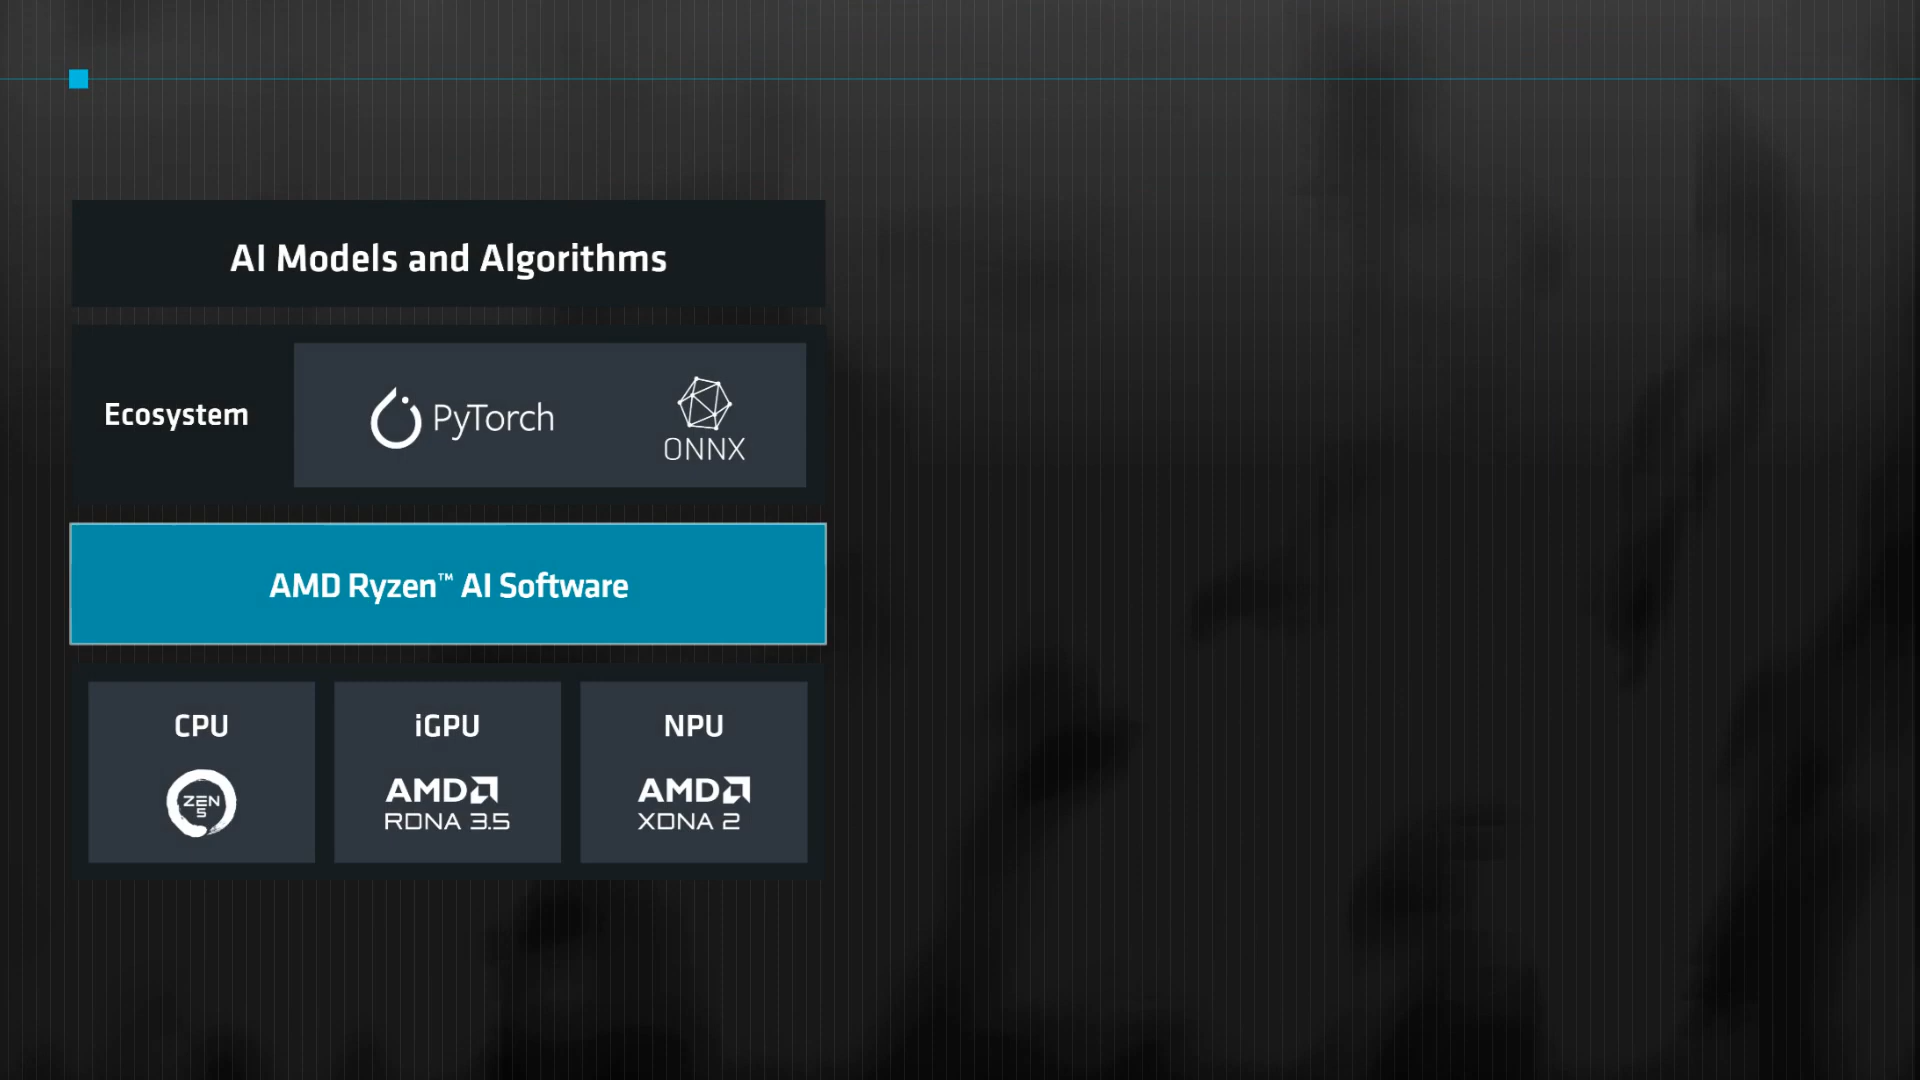 AI Models and Algorithms
Ecosystem
PyTorch
ONNX
AMD Ryzen™ AI Software
CPU
iGPU
NPU
ZEN
5
AMD
RDNA 3.5
AMD
XDNA 2